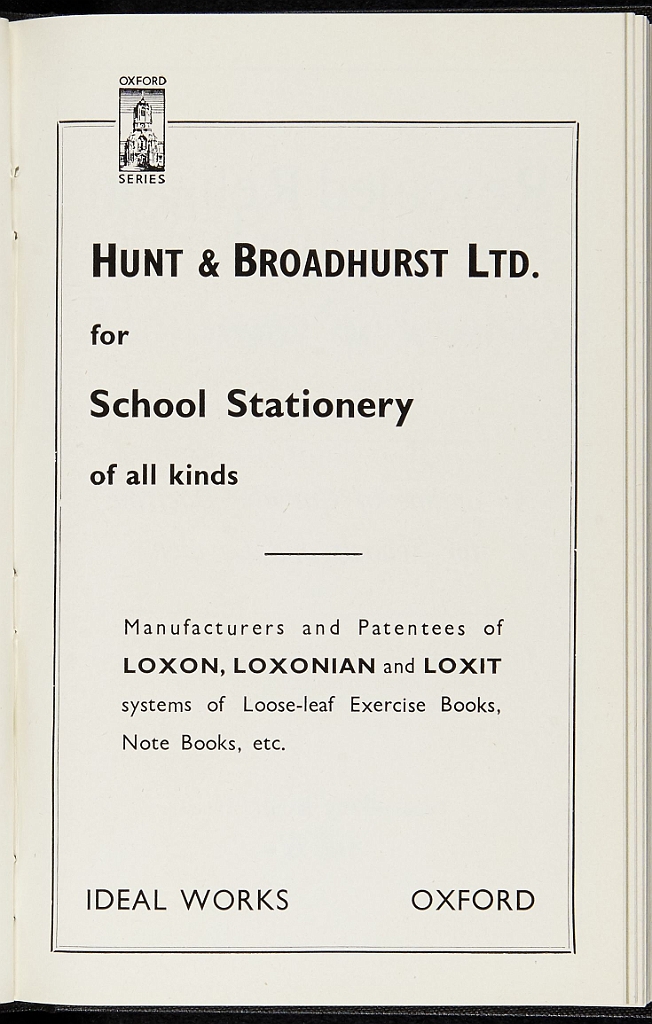 OXFORD
SERIES
HUNT & BROADHURST LTD.
for
School Stationery
of all kinds
Manufacturers and Patentees of
LOXON, LOXONIAN and LOXIT
systems of Loose-leaf Exercise Books,
Note Books, etc.
IDEAL WORKS OXFORD